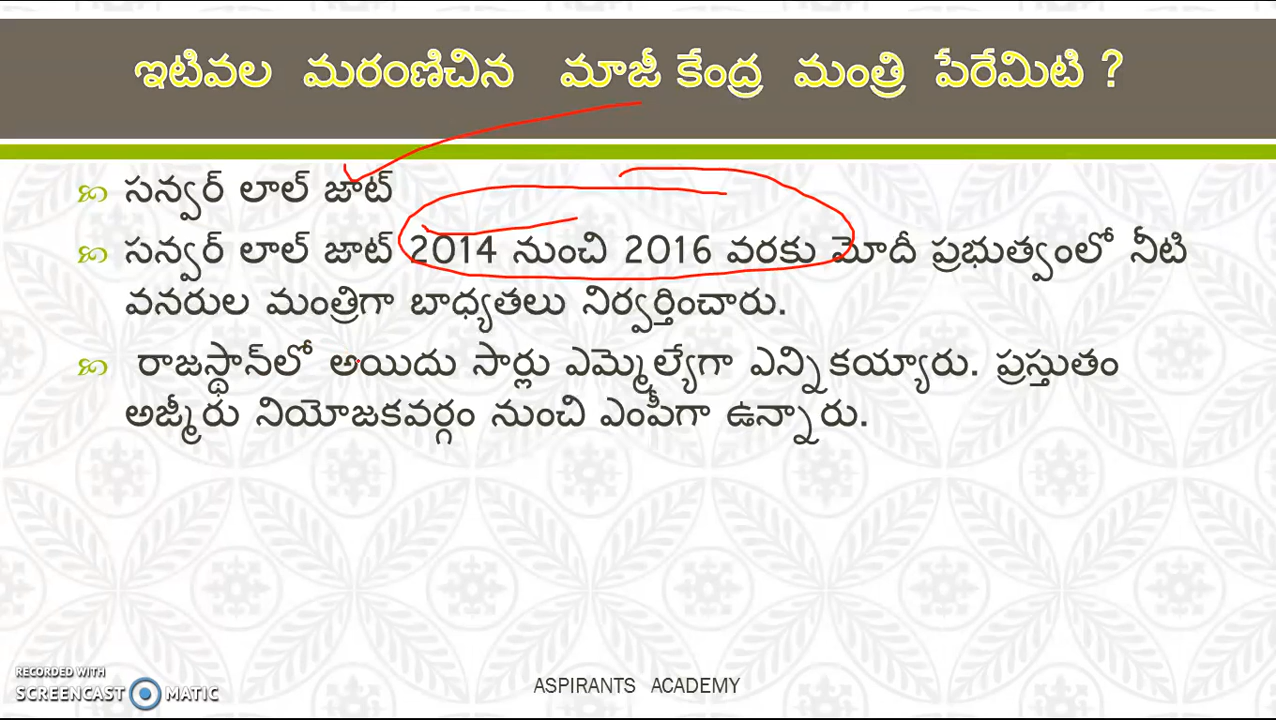 ఇటివల మరంణిచిన మాజీ కేంద్ర మంత్రి పేరేమిటి ?
సన్వర్ లాల్ జాట్
సన్వర్ లాల్ జాట్ 2014 నుంచి 2016 వరకు మోదీ ప్రభుత్వంలో నీటి
వనరుల మంత్రిగా బాధ్యతలు నిర్వర్తించారు.
రాజస్థాన్‌లో అయిదు సార్లు ఎమ్మెల్యేగా ఎన్నికయ్యారు. ప్రస్తుతం
అజ్మీరు నియోజకవర్గం నుంచి ఎంపీగా ఉన్నారు.
RECORDED WITH
SCREENCAST MATIC
ASPIRANTS ACADEMY